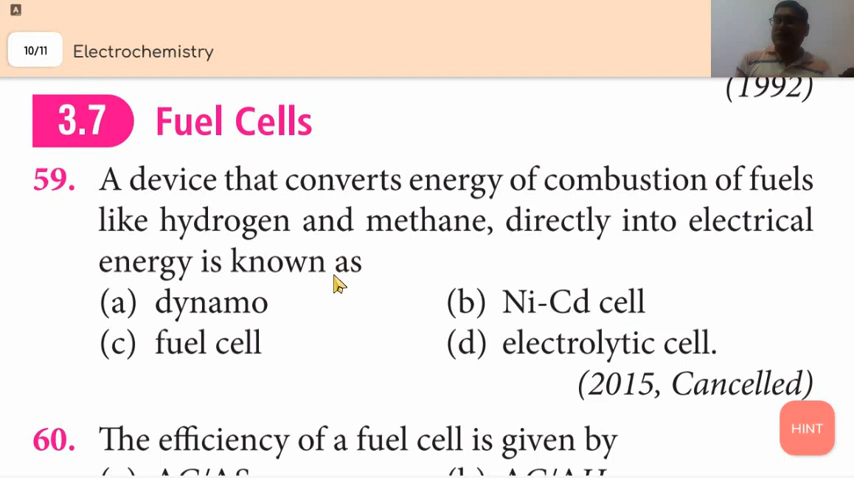 A
10/11 Electrochemistry
(1992)
3.7 Fuel Cells
59. A device that converts energy of combustion of fuels
like hydrogen and methane, directly into electrical
energy is known as
(a) dynamo (b) Ni-Cd cell
(c) fuel cell (d) electrolytic cell.
(2015, Cancelled)
HINT
60. The efficiency of a fuel cell is given by